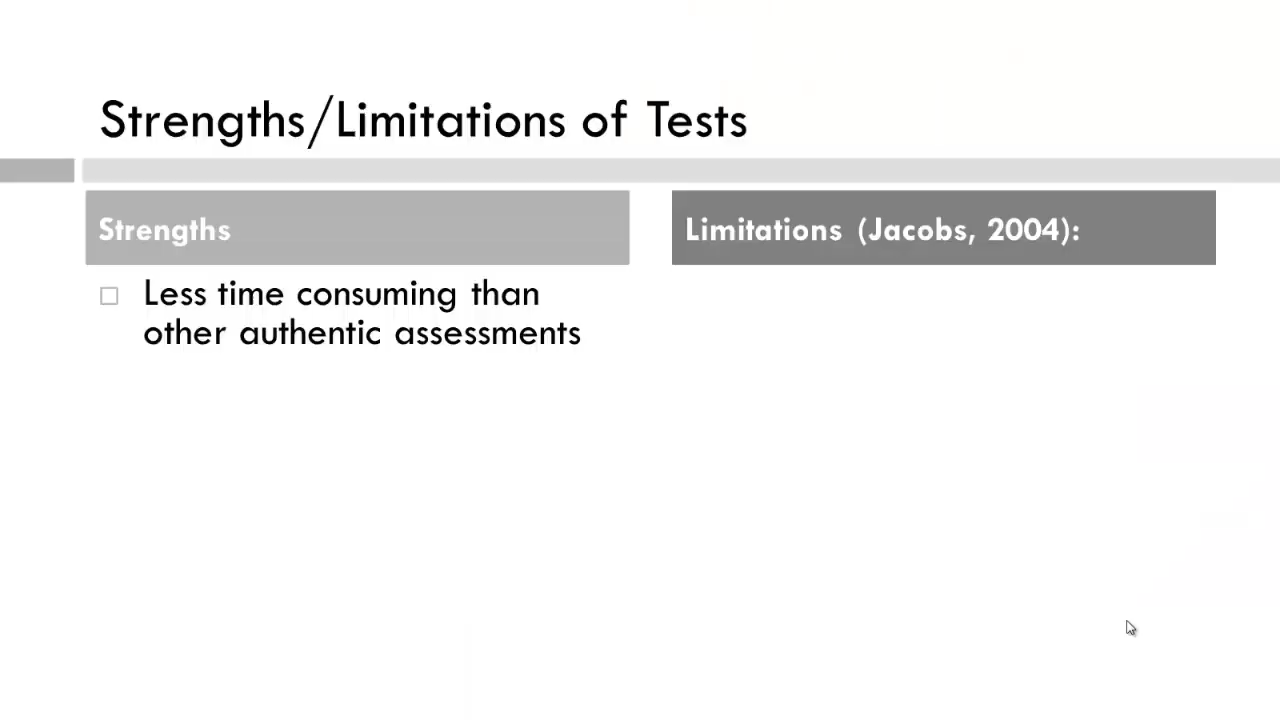 Strengths/Limitations of Tests
Strengths
Limitations (Jacobs, 2004):
Less time consuming than
other authentic assessments